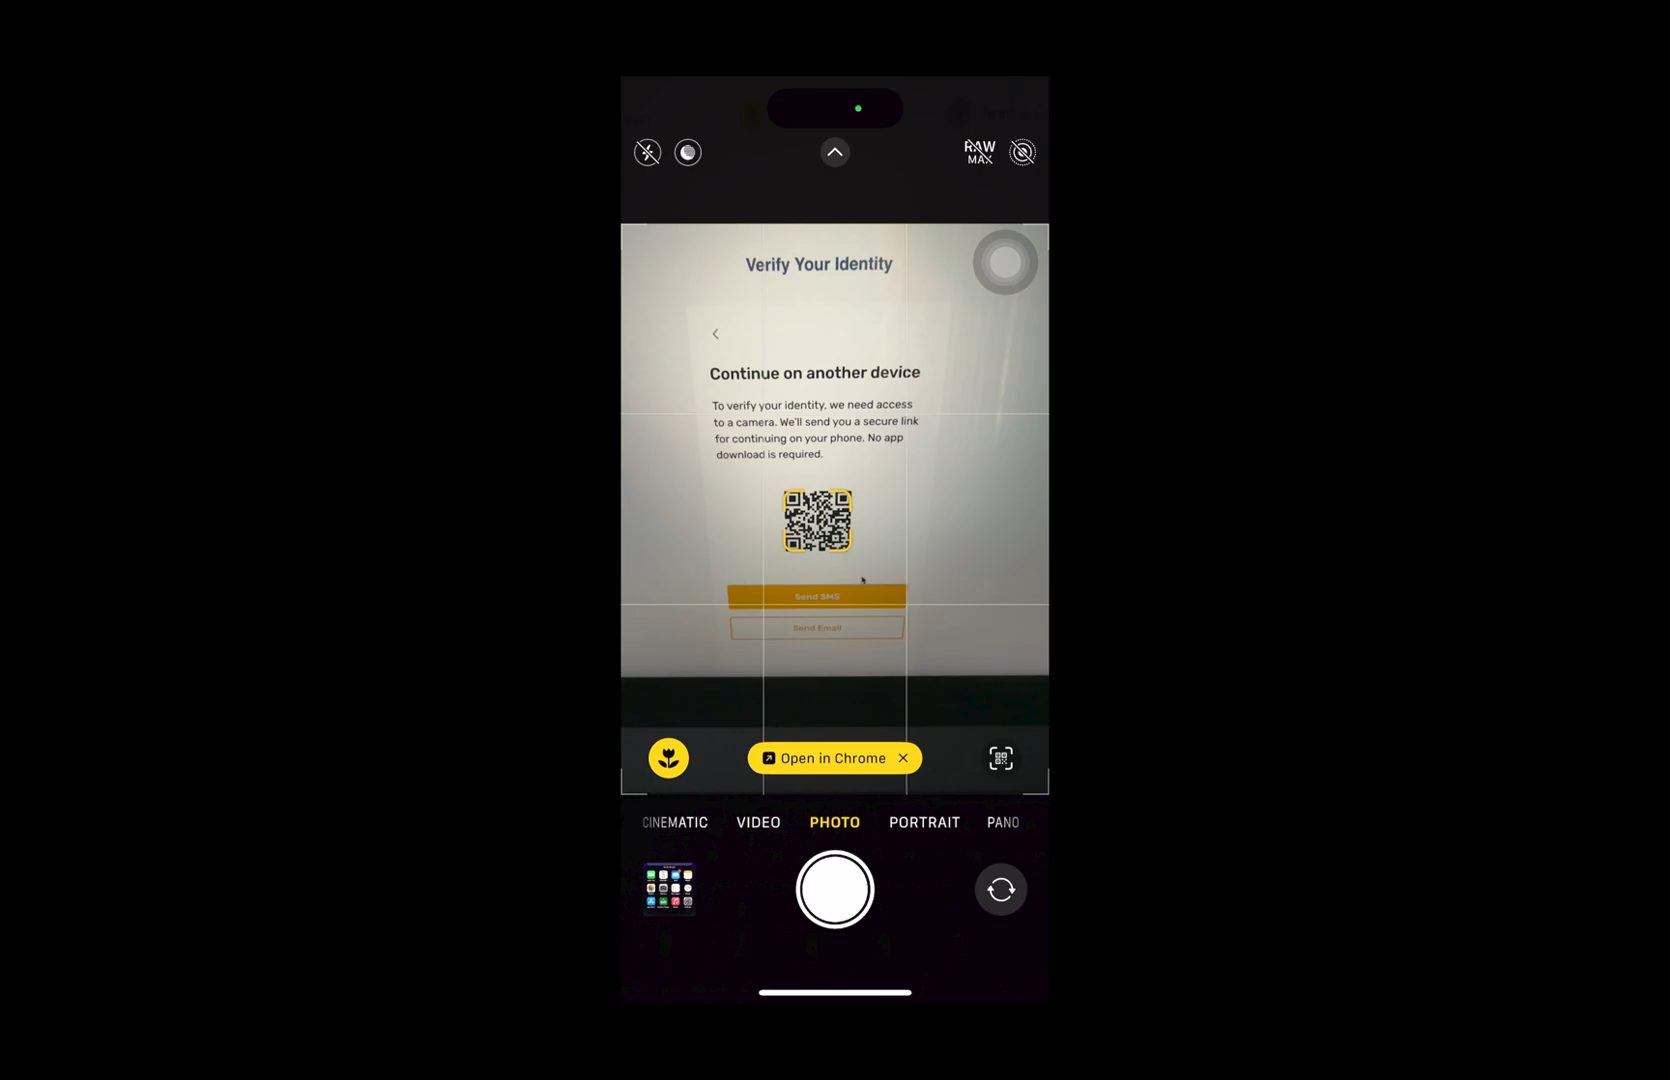 RAW
MAX
Verify Your Identity
Continue on another device
To verify your identity, we need access
to a camera. We'll send you a secure link
for continuing on your phone. No app
download is required.
Send SMS
Send Email
Open in Chrome
CINEMATIC VIDEO PHOTO PORTRAIT PANO